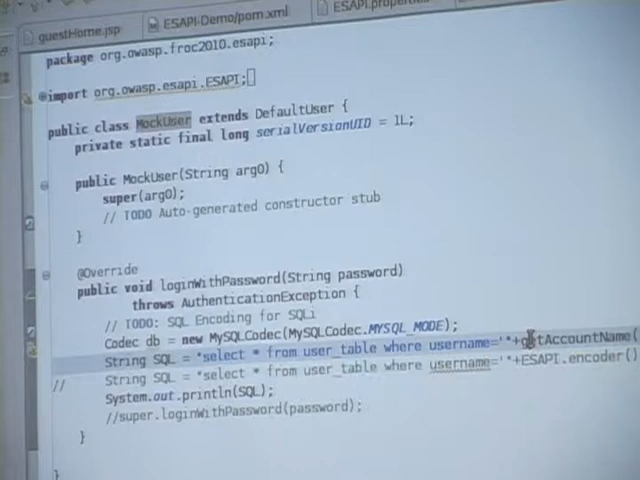 guestHome.jsp
ESAPI-Demo/pom.xml
ESAPI.properties
package org.owasp.froc2010.esapi;
import org.owasp.esapi.ESAPI;
public class MockUser extends DefaultUser {
private static final long serialVersionUID = 1L;
public MockUser(String arg0) {
super(arg0);
// TODO Auto-generated constructor stub
}
@Override
public void loginWithPassword(String password)
throws AuthenticationException {
// TODO: SQL Encoding for SQLi
Codec db = new MySQLCodec(MySQLCodec.MYSQL_MODE);
String SQL = "select * from user_table where username='"+getAccountName(
// String SQL = "select * from user_table where username='"+ESAPI.encoder()
System.out.println(SQL);
//super.loginWithPassword(password);
}
}